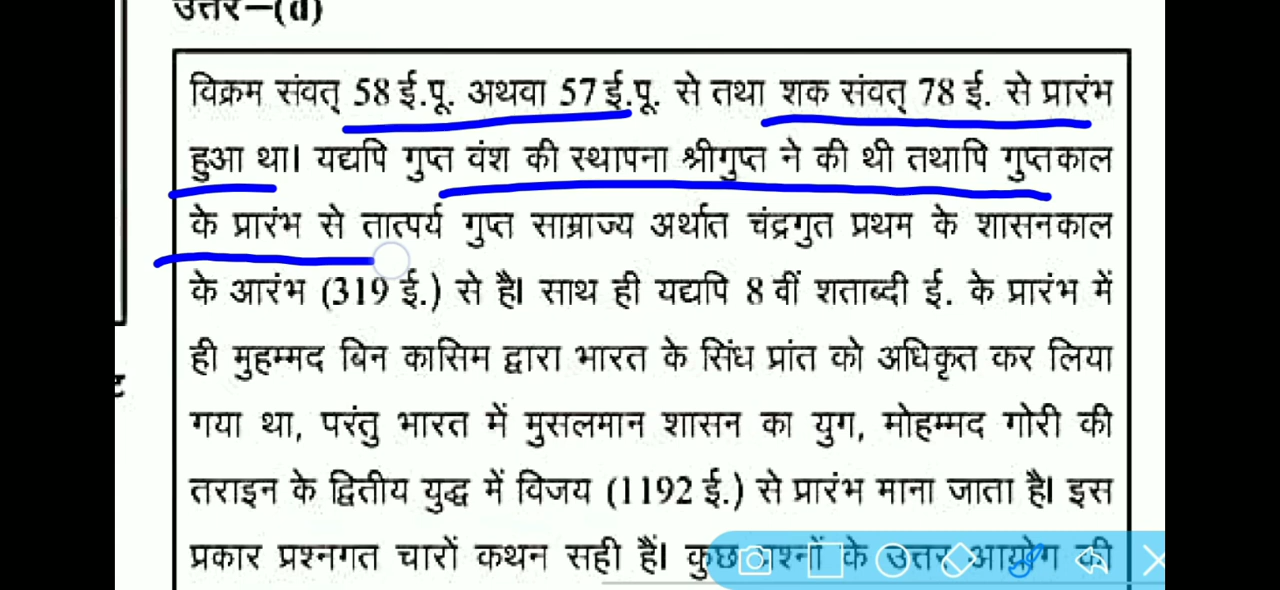 उत्तर–(d)
विक्रम संवत् 58 ई.पू. अथवा 57 ई.पू. से तथा शक संवत् 78 ई. से प्रारंभ
हुआ था। यद्यपि गुप्त वंश की स्थापना श्रीगुप्त ने की थी तथापि गुप्तकाल
के प्रारंभ से तात्पर्य गुप्त साम्राज्य अर्थात चंद्रगुत प्रथम के शासनकाल
के आरंभ (319 ई.) से है। साथ ही यद्यपि 8 वीं शताब्दी ई. के प्रारंभ में
ही मुहम्मद बिन कासिम द्वारा भारत के सिंध प्रांत को अधिकृत कर लिया
गया था, परंतु भारत में मुसलमान शासन का युग, मोहम्मद गोरी की
तराइन के द्वितीय युद्ध में विजय (1192 ई.) से प्रारंभ माना जाता है। इस
प्रकार प्रश्नगत चारों कथन सही हैं। कुछ प्रश्नों के उत्तर आयोग की